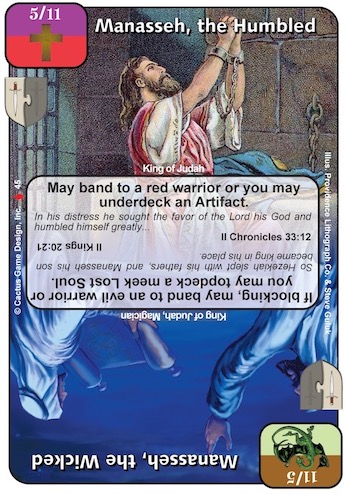 5/11
Manasseh, the Humbled
King of Judah
May band to a red warrior or you may
underdeck an Artifact.
In his distress he sought the favor of the Lord his God and
humbled himself greatly...
II Chronicles 33:12
II Kings 20:21
So Hezekiah slept with his fathers, and Manasseh his son
became king in his place.
If blocking, may band to an evil warrior or
you may topdeck a meek Lost Soul.
King of Judah, Magician
© Cactus Game Design, Inc. 45
Illus. Providence Lithograph Co. & Steve Gulluk
11/5
Manasseh, the Wicked